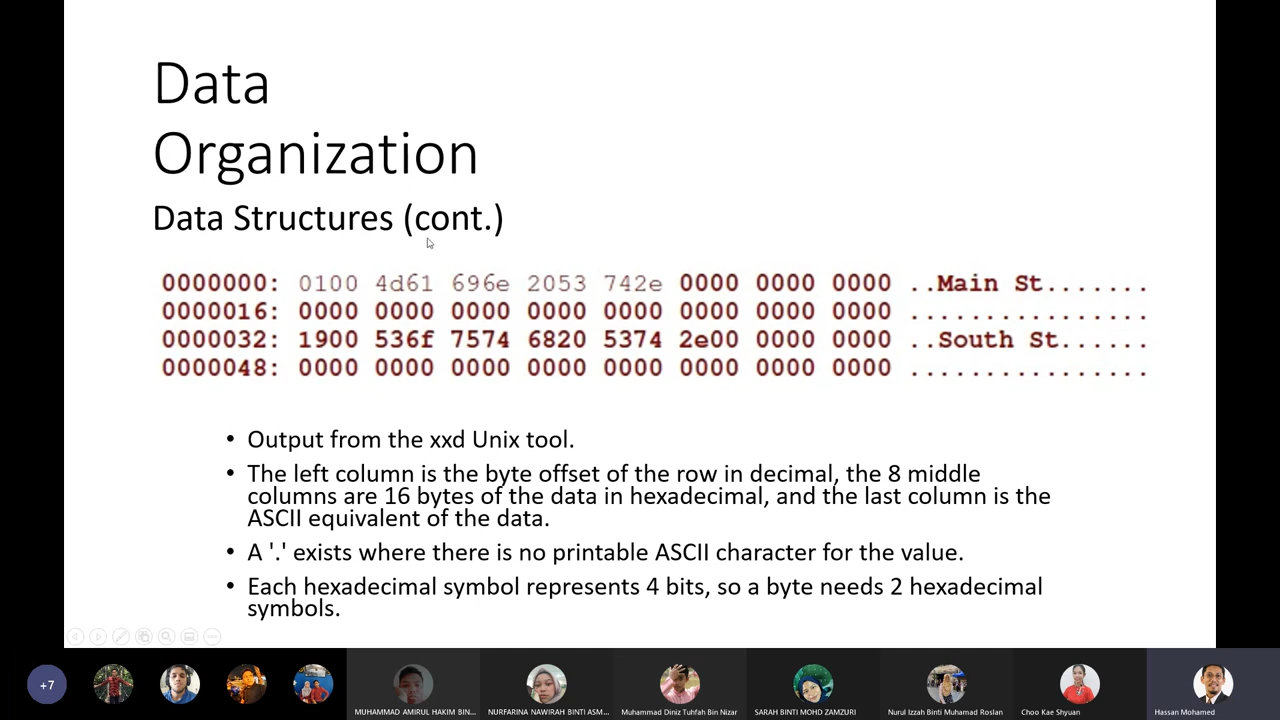 Data
Organization
Data Structures (cont.)
0000000: 0100 4d61 696e 2053 742e 0000 0000 0000 ..Main St.......
0000016: 0000 0000 0000 0000 0000 0000 0000 0000 ................
0000032: 1900 536f 7574 6820 5374 2e00 0000 0000 ..South St......
0000048: 0000 0000 0000 0000 0000 0000 0000 0000 ................
• Output from the xxd Unix tool.
• The left column is the byte offset of the row in decimal, the 8 middle
columns are 16 bytes of the data in hexadecimal, and the last column is the
ASCII equivalent of the data.
• A '.' exists where there is no printable ASCII character for the value.
• Each hexadecimal symbol represents 4 bits, so a byte needs 2 hexadecimal
symbols.
+7
MUHAMMAD AMIRUL HAKIM BIN...
NURFARINA NAWIRAH BINTI ASM...
Muhammad Diniz Tuhfah Bin Nizar
SARAH BINTI MOHD ZAMZURI
Nurul Izzah Binti Muhamad Roslan
Choo Kae Shyuan
Hassan Mohamed